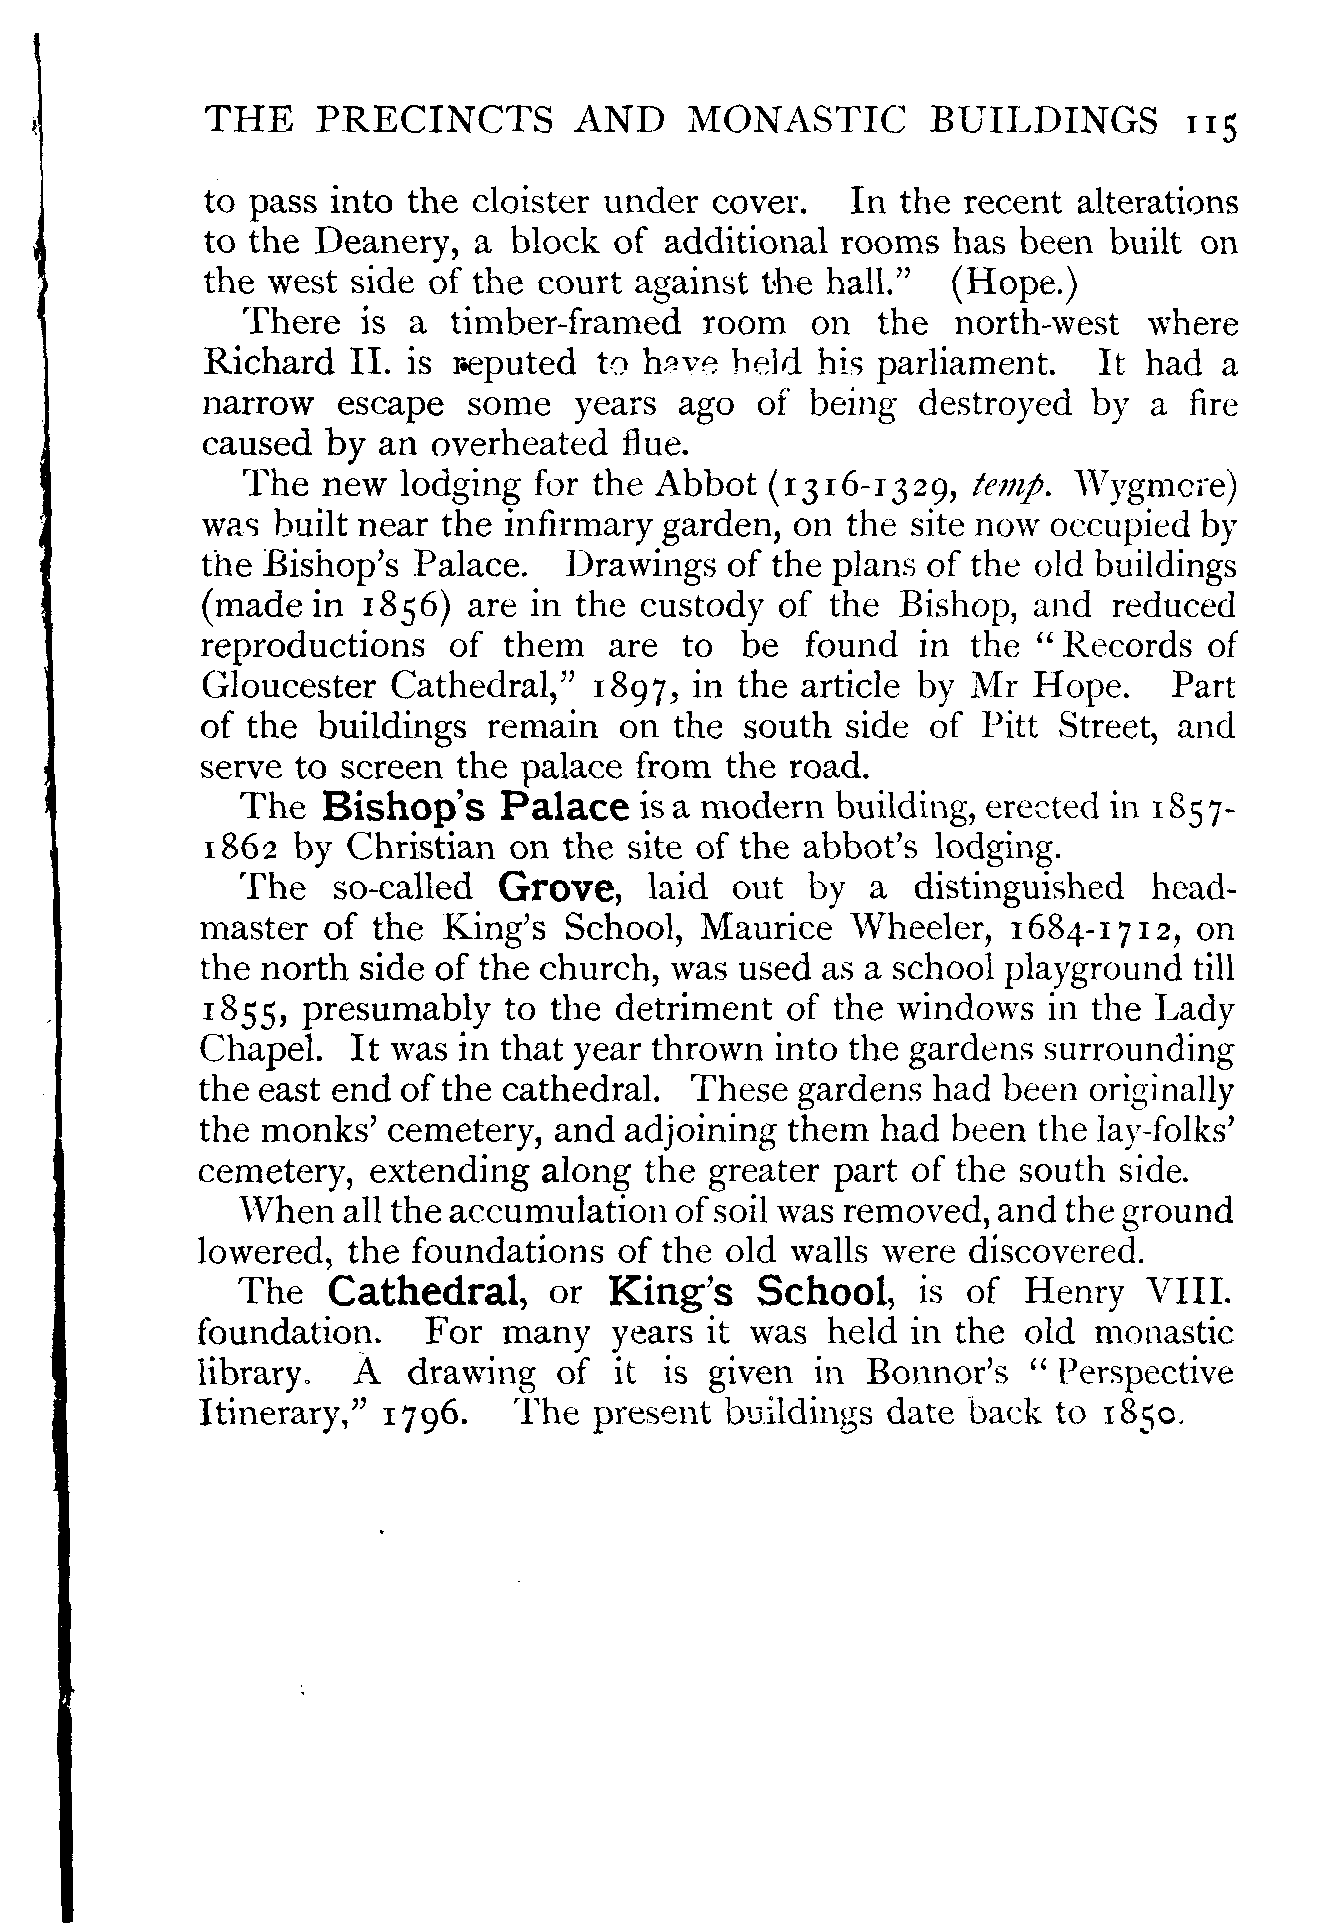 THE PRECINCTS AND MONASTIC BUILDINGS 115
to pass into the cloister under cover. In the recent alterations
to the Deanery, a block of additional rooms has been built on
the west side of the court against the hall.” (Hope.)
There is a timber-framed room on the north-west where
Richard II. is reputed to have held his parliament. It had a
narrow escape some years ago of being destroyed by a fire
caused by an overheated flue.
The new lodging for the Abbot (1316-1329, temp. Wygmore)
was built near the infirmary garden, on the site now occupied by
the Bishop’s Palace. Drawings of the plans of the old buildings
(made in 1856) are in the custody of the Bishop, and reduced
reproductions of them are to be found in the “Records of
Gloucester Cathedral,” 1897, in the article by Mr Hope. Part
of the buildings remain on the south side of Pitt Street, and
serve to screen the palace from the road.
The Bishop’s Palace is a modern building, erected in 1857-
1862 by Christian on the site of the abbot’s lodging.
The so-called Grove, laid out by a distinguished head-
master of the King’s School, Maurice Wheeler, 1684-1712, on
the north side of the church, was used as a school playground till
1855, presumably to the detriment of the windows in the Lady
Chapel. It was in that year thrown into the gardens surrounding
the east end of the cathedral. These gardens had been originally
the monks’ cemetery, and adjoining them had been the lay-folks’
cemetery, extending along the greater part of the south side.
When all the accumulation of soil was removed, and the ground
lowered, the foundations of the old walls were discovered.
The Cathedral, or King’s School, is of Henry VIII.
foundation. For many years it was held in the old monastic
library. A drawing of it is given in Bonnor’s “Perspective
Itinerary,” 1796. The present buildings date back to 1850.